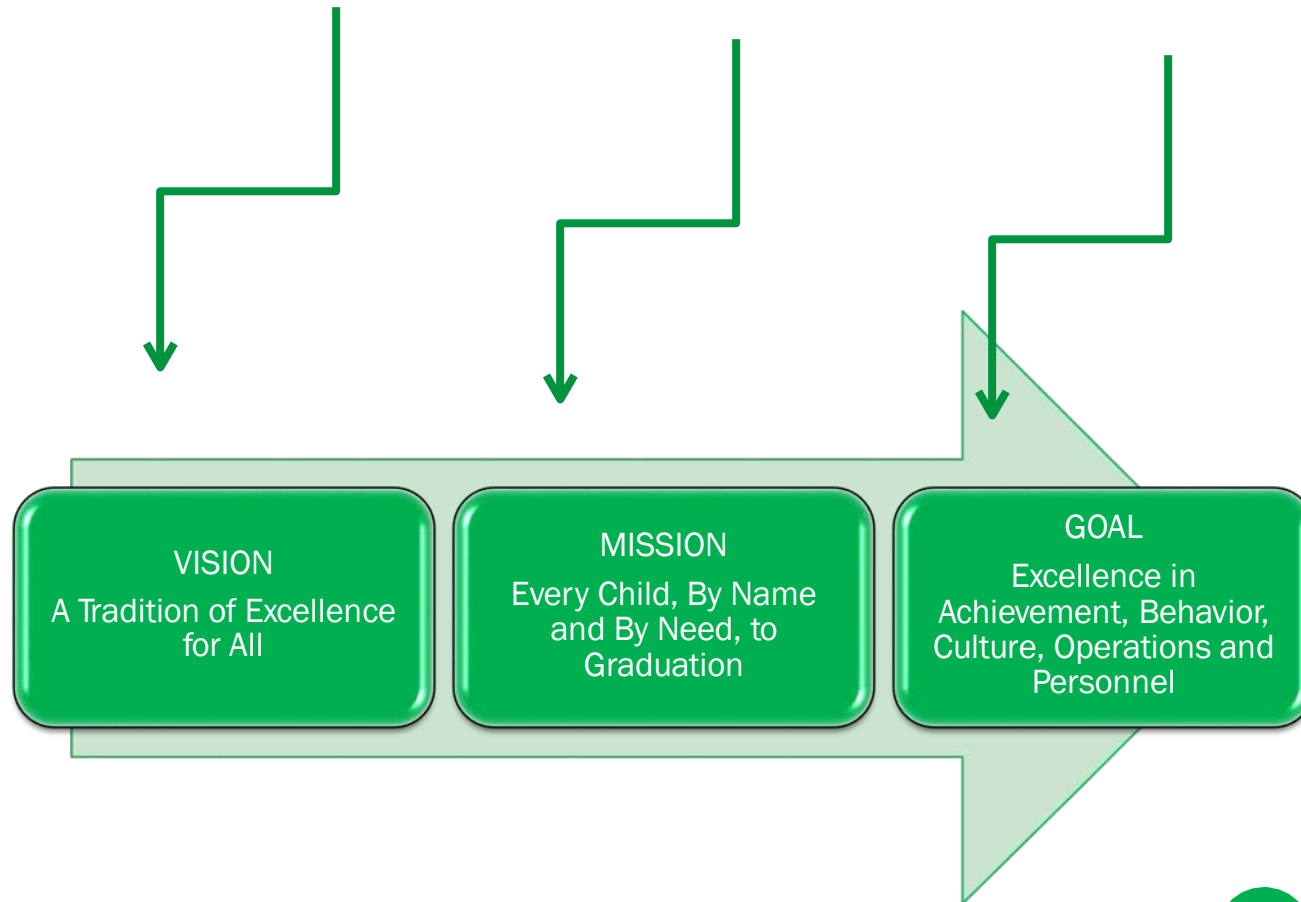 VISION
A Tradition of Excellence
for All
MISSION
Every Child, By Name
and By Need, to
Graduation
GOAL
Excellence in
Achievement, Behavior,
Culture, Operations and
Personnel